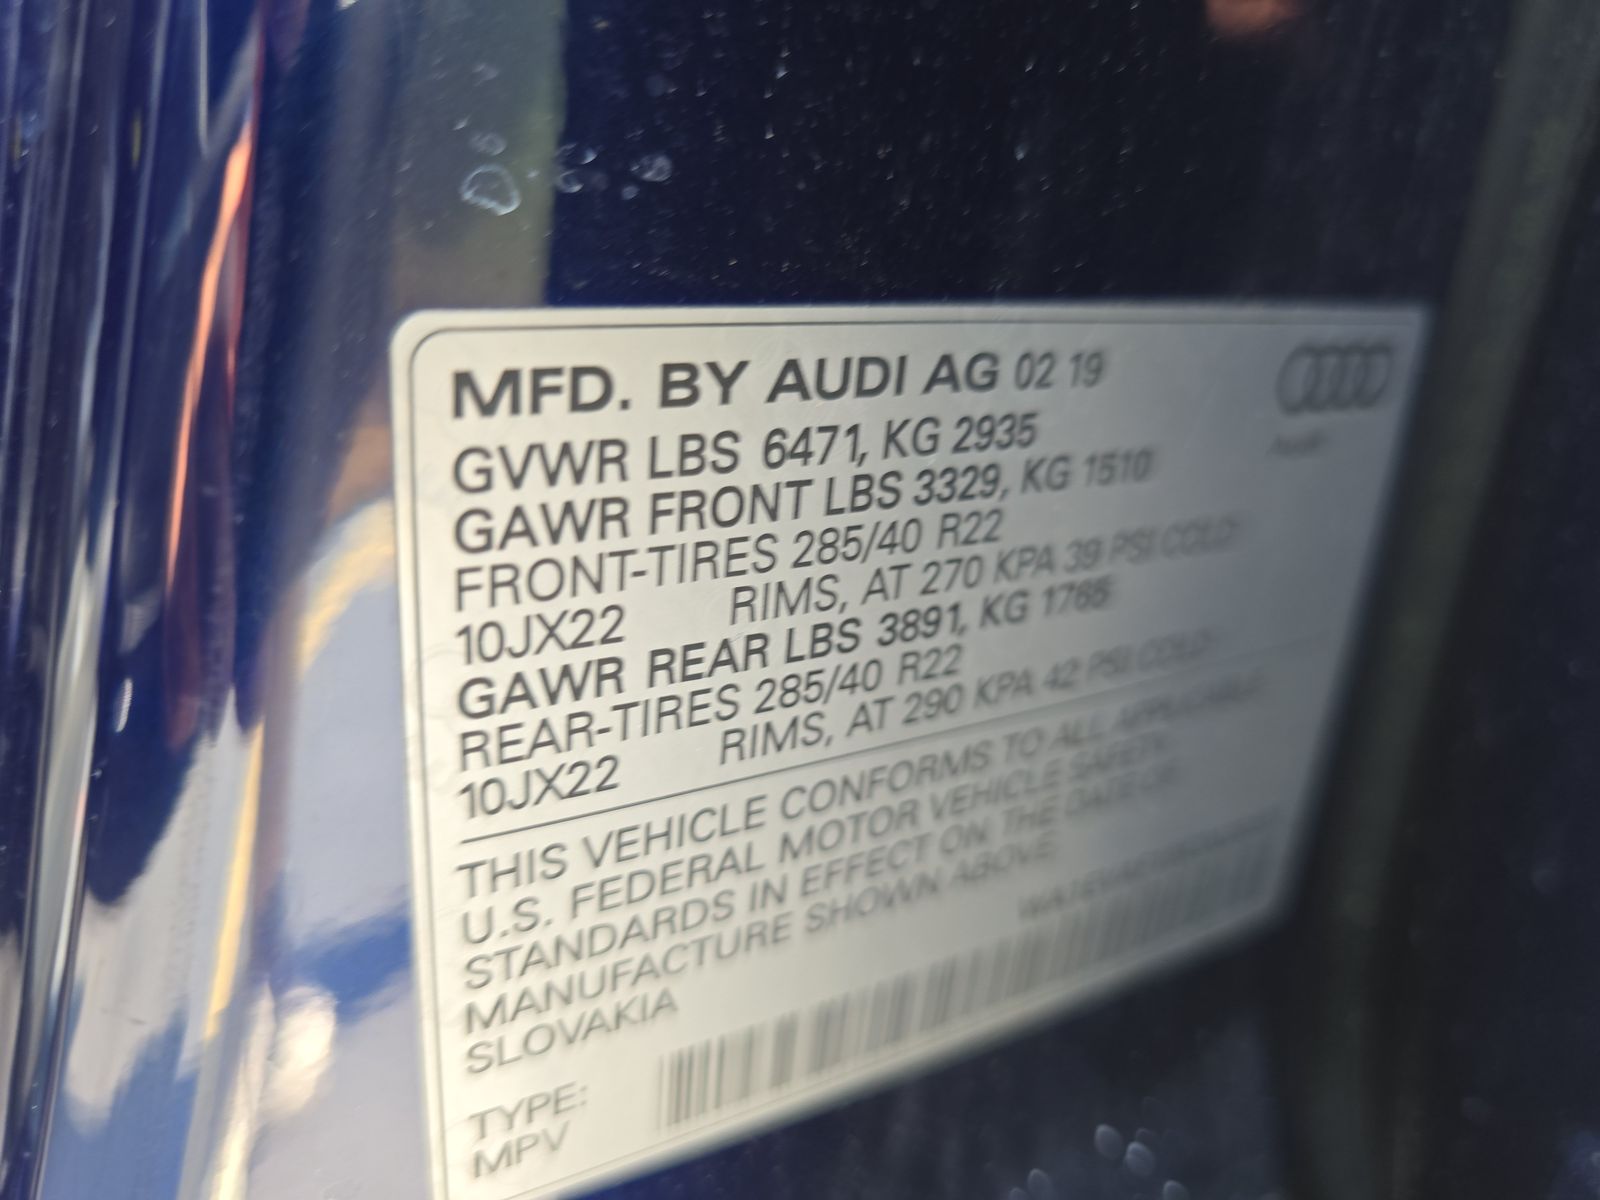 MFD. BY AUDI AG 02 19
GVWR LBS 6471, KG 2935
GAWR FRONT LBS 3329, KG 1510
FRONT-TIRES 285/40 R22
10JX22 RIMS, AT 270 KPA 39 PSI COLD
GAWR REAR LBS 3891, KG 1765
REAR-TIRES 285/40 R22
10JX22 RIMS, AT 290 KPA 42 PSI COLD
THIS VEHICLE CONFORMS TO ALL APPLICABLE
U.S. FEDERAL MOTOR VEHICLE SAFETY
STANDARDS IN EFFECT ON THE DATE OF
MANUFACTURE SHOWN ABOVE
SLOVAKIA
TYPE:
MPV